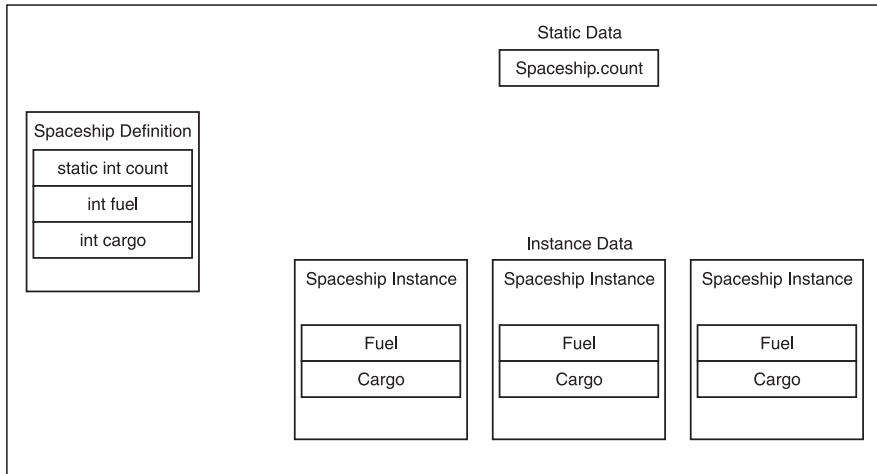 Static Data
Spaceship.count
Spaceship Definition
static int count
int fuel
int cargo
Instance Data
Spaceship Instance
Fuel
Cargo
Spaceship Instance
Fuel
Cargo
Spaceship Instance
Fuel
Cargo